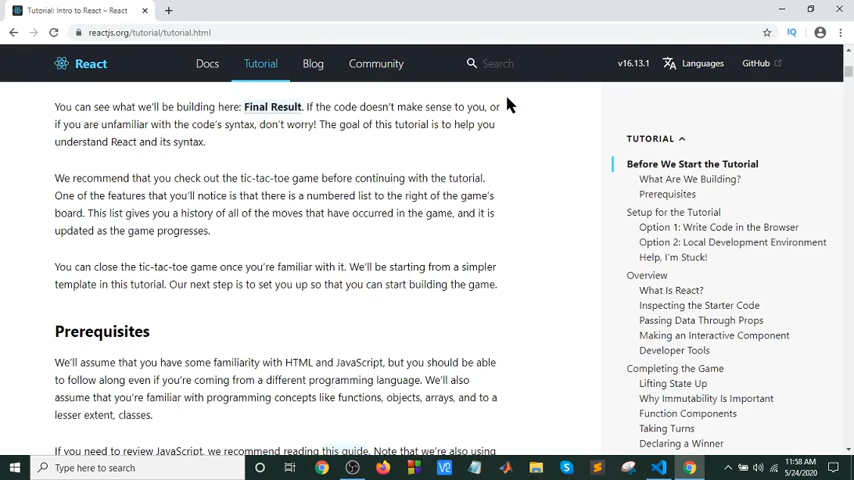 Tutorial: Intro to React – React
reactjs.org/tutorial/tutorial.html
React
Docs
Tutorial
Blog
Community
Search
v16.13.1
Languages
GitHub
You can see what we'll be building here: Final Result. If the code doesn't make sense to you, or
if you are unfamiliar with the code's syntax, don't worry! The goal of this tutorial is to help you
understand React and its syntax.
We recommend that you check out the tic-tac-toe game before continuing with the tutorial.
One of the features that you'll notice is that there is a numbered list to the right of the game's
board. This list gives you a history of all of the moves that have occurred in the game, and it is
updated as the game progresses.
You can close the tic-tac-toe game once you're familiar with it. We'll be starting from a simpler
template in this tutorial. Our next step is to set you up so that you can start building the game.
Prerequisites
We'll assume that you have some familiarity with HTML and JavaScript, but you should be able
to follow along even if you're coming from a different programming language. We'll also
assume that you're familiar with programming concepts like functions, objects, arrays, and to a
lesser extent, classes.
If you need to review JavaScript, we recommend reading this guide. Note that we're also using
TUTORIAL
Before We Start the Tutorial
What Are We Building?
Prerequisites
Setup for the Tutorial
Option 1: Write Code in the Browser
Option 2: Local Development Environment
Help, I'm Stuck!
Overview
What Is React?
Inspecting the Starter Code
Passing Data Through Props
Making an Interactive Component
Developer Tools
Completing the Game
Lifting State Up
Why Immutability Is Important
Function Components
Taking Turns
Declaring a Winner
Type here to search
11:58 AM
5/24/2020